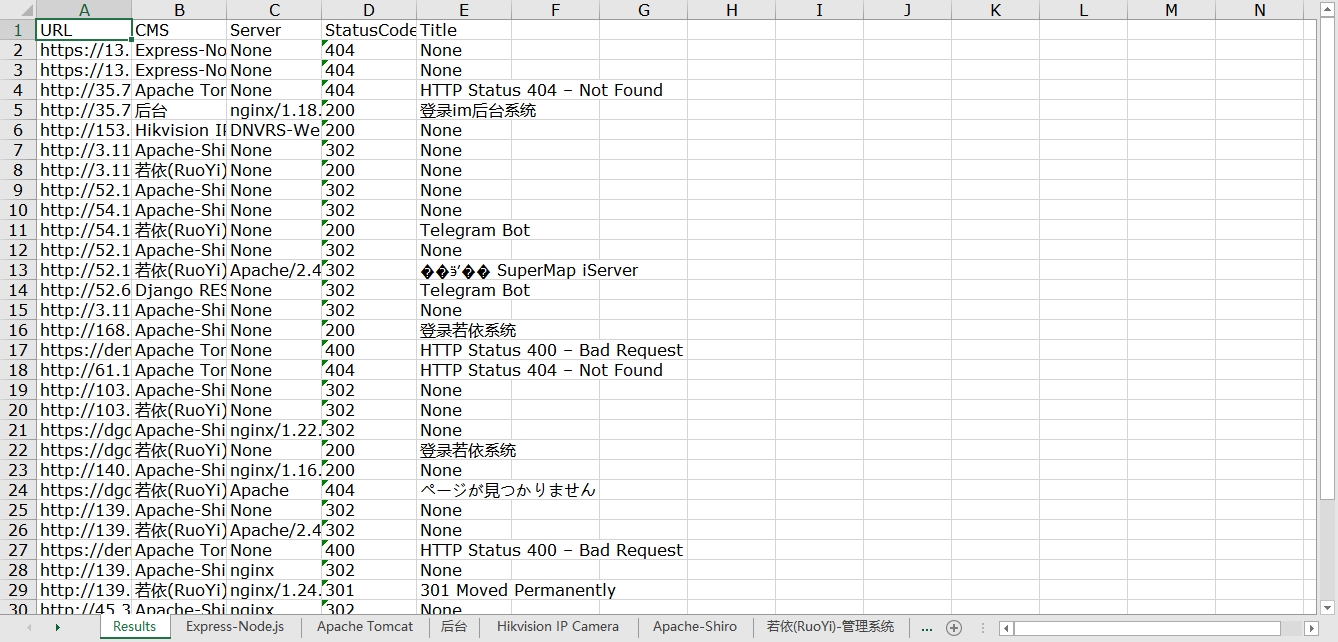 A B C D E F G H I J K L M N
1 URL CMS Server StatusCode Title
2 https://13. Express-No None 404 None
3 https://13. Express-No None 404 None
4 http://35.7 Apache Tor None 404 HTTP Status 404 – Not Found
5 http://35.7 后台 nginx/1.18. 200 登录im后台系统
6 http://153. Hikvision IP DNVRS-We 200 None
7 http://3.11 Apache-Shi None 302 None
8 http://3.11 若依(RuoYi) None 200 None
9 http://52.1 Apache-Shi None 302 None
10 http://54.1 Apache-Shi None 302 None
11 http://54.1 若依(RuoYi) None 200 Telegram Bot
12 http://52.1 Apache-Shi None 302 None
13 http://52.1 若依(RuoYi) Apache/2.4 302 SuperMap iServer
14 http://52.6 Django RES None 302 Telegram Bot
15 http://3.11 Apache-Shi None 302 None
16 http://168. Apache-Shi None 200 登录若依系统
17 https://den Apache Tor None 400 HTTP Status 400 – Bad Request
18 http://61.1 Apache Tor None 404 HTTP Status 404 – Not Found
19 http://103. Apache-Shi None 302 None
20 http://103. 若依(RuoYi) None 302 None
21 https://dgc Apache-Shi nginx/1.22. 302 None
22 https://dgc 若依(RuoYi) None 200 登录若依系统
23 http://140. Apache-Shi nginx/1.16. 200 None
24 https://dgc 若依(RuoYi) Apache 404 ページが見つかりません
25 http://139. Apache-Shi None 302 None
26 http://139. 若依(RuoYi) Apache/2.4 302 None
27 https://den Apache Tor None 400 HTTP Status 400 – Bad Request
28 http://139. Apache-Shi nginx 302 None
29 http://139. 若依(RuoYi) nginx/1.24. 301 301 Moved Permanently
30 http://45.3 Apache-Shi nginx 302 None
Results Express-Node.js Apache Tomcat 后台 Hikvision IP Camera Apache-Shiro 若依(RuoYi)-管理系统 ...